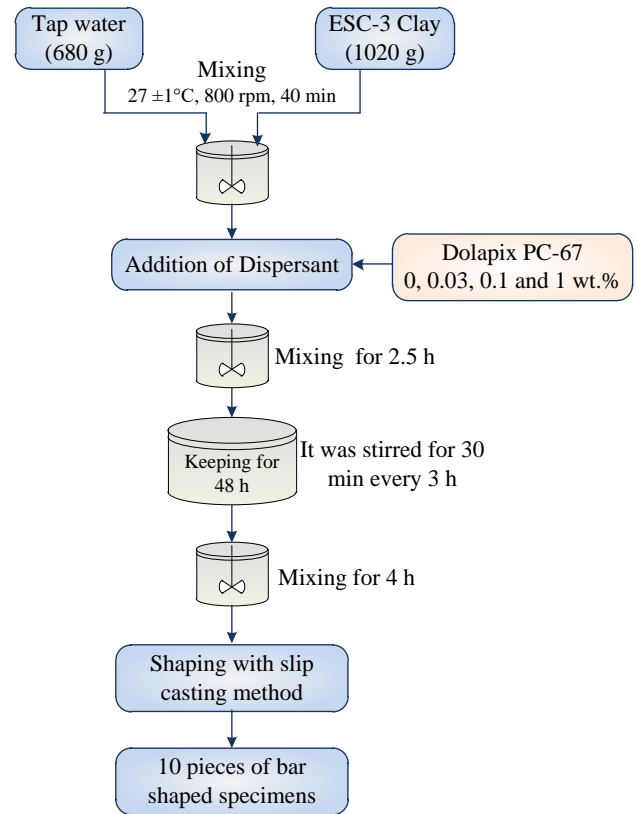 Tap water
(680 g)
ESC-3 Clay
(1020 g)
Mixing
27 ±1°C, 800 rpm, 40 min
Addition of Dispersant
Dolapix PC-67
0, 0.03, 0.1 and 1 wt.%
Mixing for 2.5 h
Keeping for
48 h
It was stirred for 30
min every 3 h
Mixing for 4 h
Shaping with slip
casting method
10 pieces of bar
shaped specimens